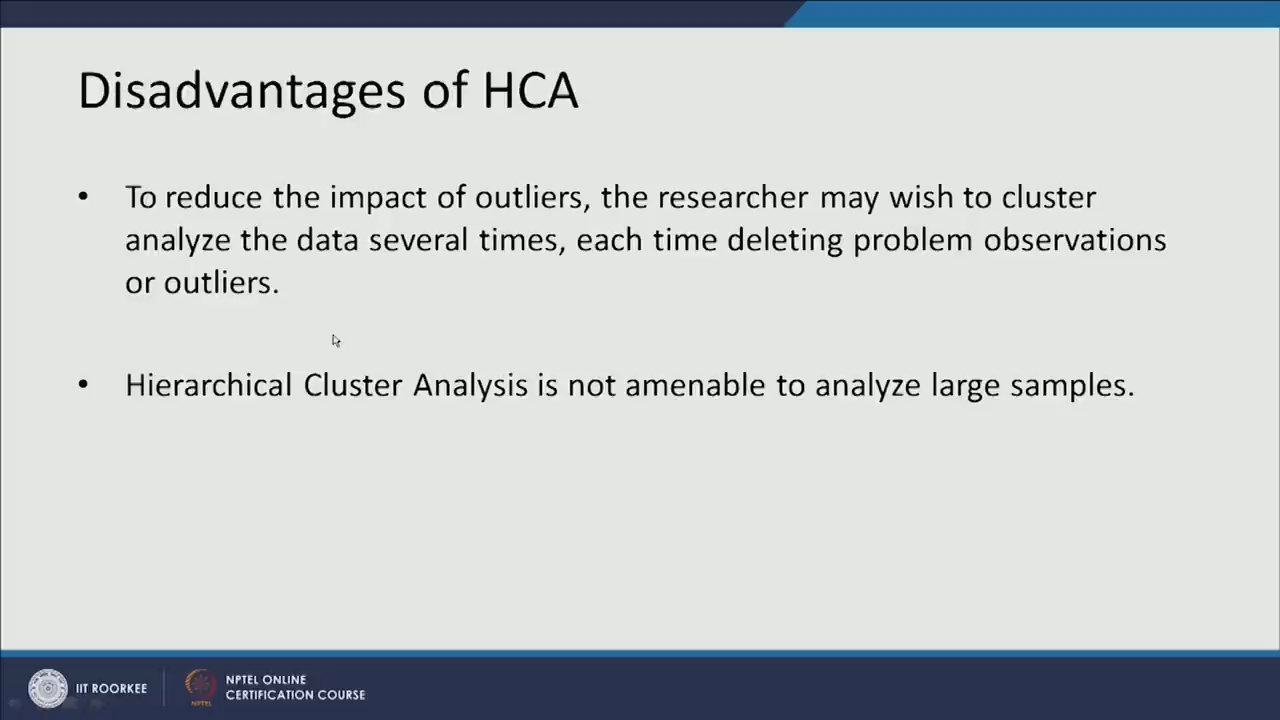 Disadvantages of HCA
• To reduce the impact of outliers, the researcher may wish to cluster
analyze the data several times, each time deleting problem observations
or outliers.
• Hierarchical Cluster Analysis is not amenable to analyze large samples.
IIT ROORKEE
NPTEL
NPTEL ONLINE
CERTIFICATION COURSE